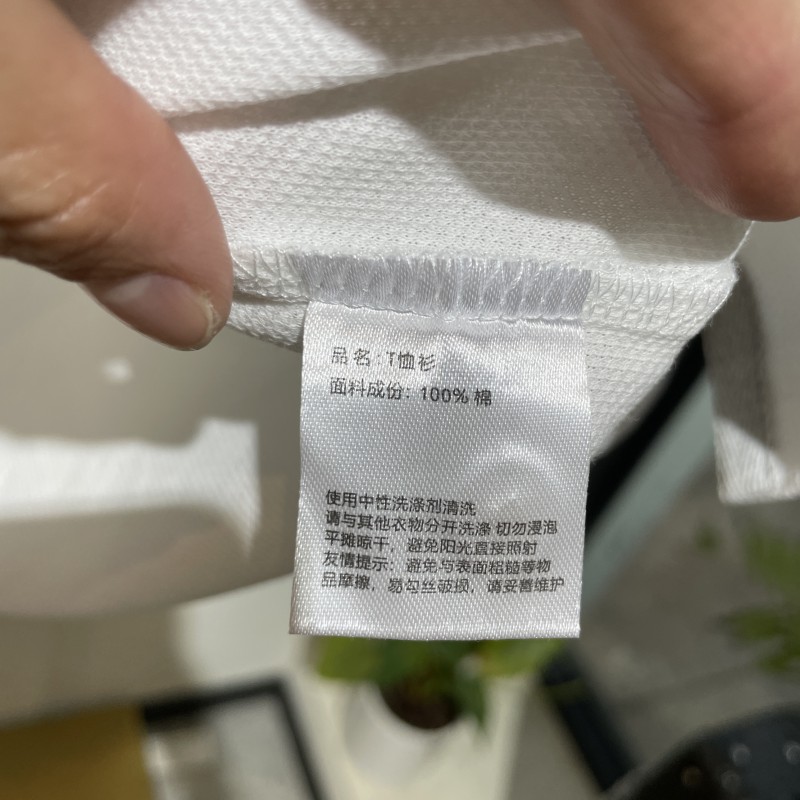 品名：T恤衫
面料成份：100% 棉
使用中性洗涤剂清洗
请与其他衣物分开洗涤 切勿浸泡
平摊晾干，避免阳光直接照射
友情提示：避免与表面粗糙等物
品摩擦，易勾丝破损，请妥善维护